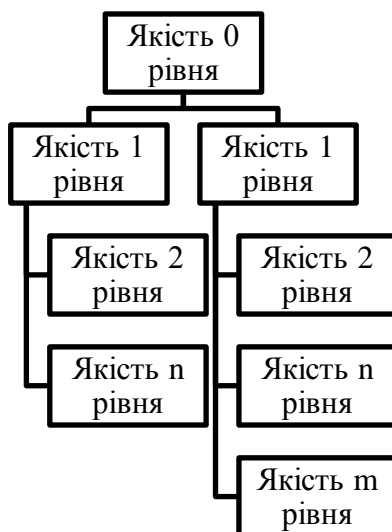 Якість 0
рівня
Якість 1
рівня
Якість 1
рівня
Якість 2
рівня
Якість 2
рівня
Якість n
рівня
Якість n
рівня
Якість m
рівня